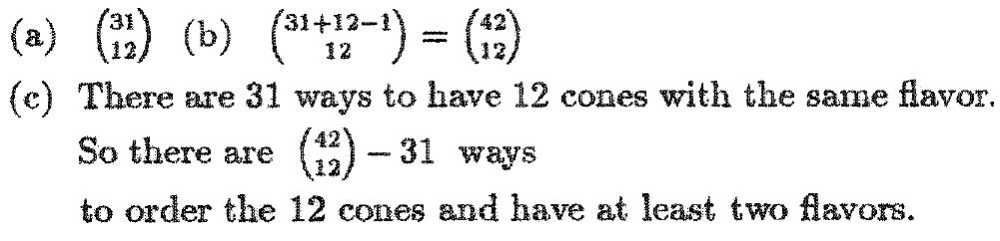 (a) \binom{31}{12} (b) \binom{31+12-1}{12} = \binom{42}{12}
(c) There are 31 ways to have 12 cones with the same flavor.
So there are \binom{42}{12} − 31 ways
to order the 12 cones and have at least two flavors.